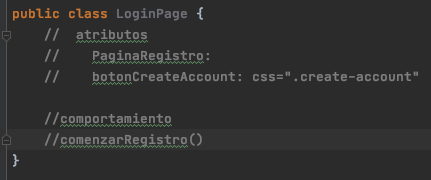 public class LoginPage {
//  atributos
//    PaginaRegistro:
//    botonCreateAccount: css=".create-account"
//comportamiento
//comenzarRegistro()
}